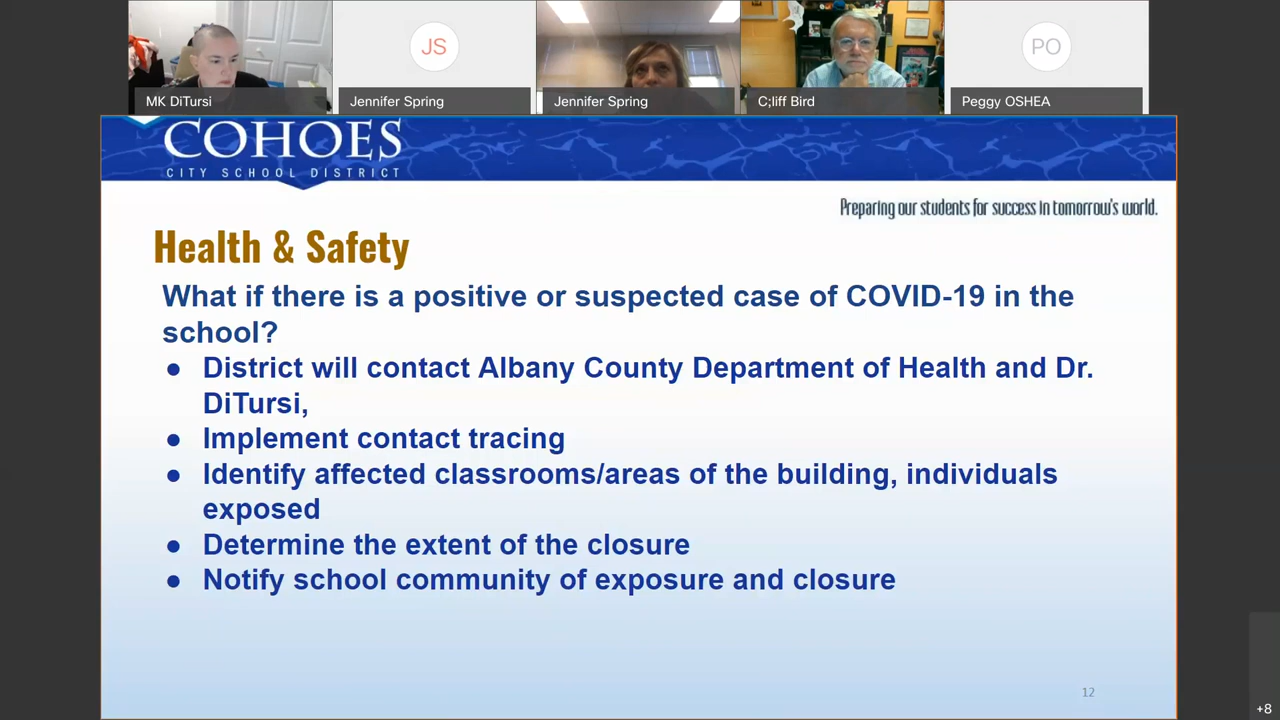 JS
PO
MK DiTursi
Jennifer Spring
Jennifer Spring
C;liff Bird
Peggy OSHEA
COHOES
CITY SCHOOL DISTRICT
Preparing our students for success in tomorrow's world.
Health & Safety
What if there is a positive or suspected case of COVID-19 in the
school?
● District will contact Albany County Department of Health and Dr.
DiTursi,
● Implement contact tracing
● Identify affected classrooms/areas of the building, individuals
exposed
● Determine the extent of the closure
● Notify school community of exposure and closure
12
+8